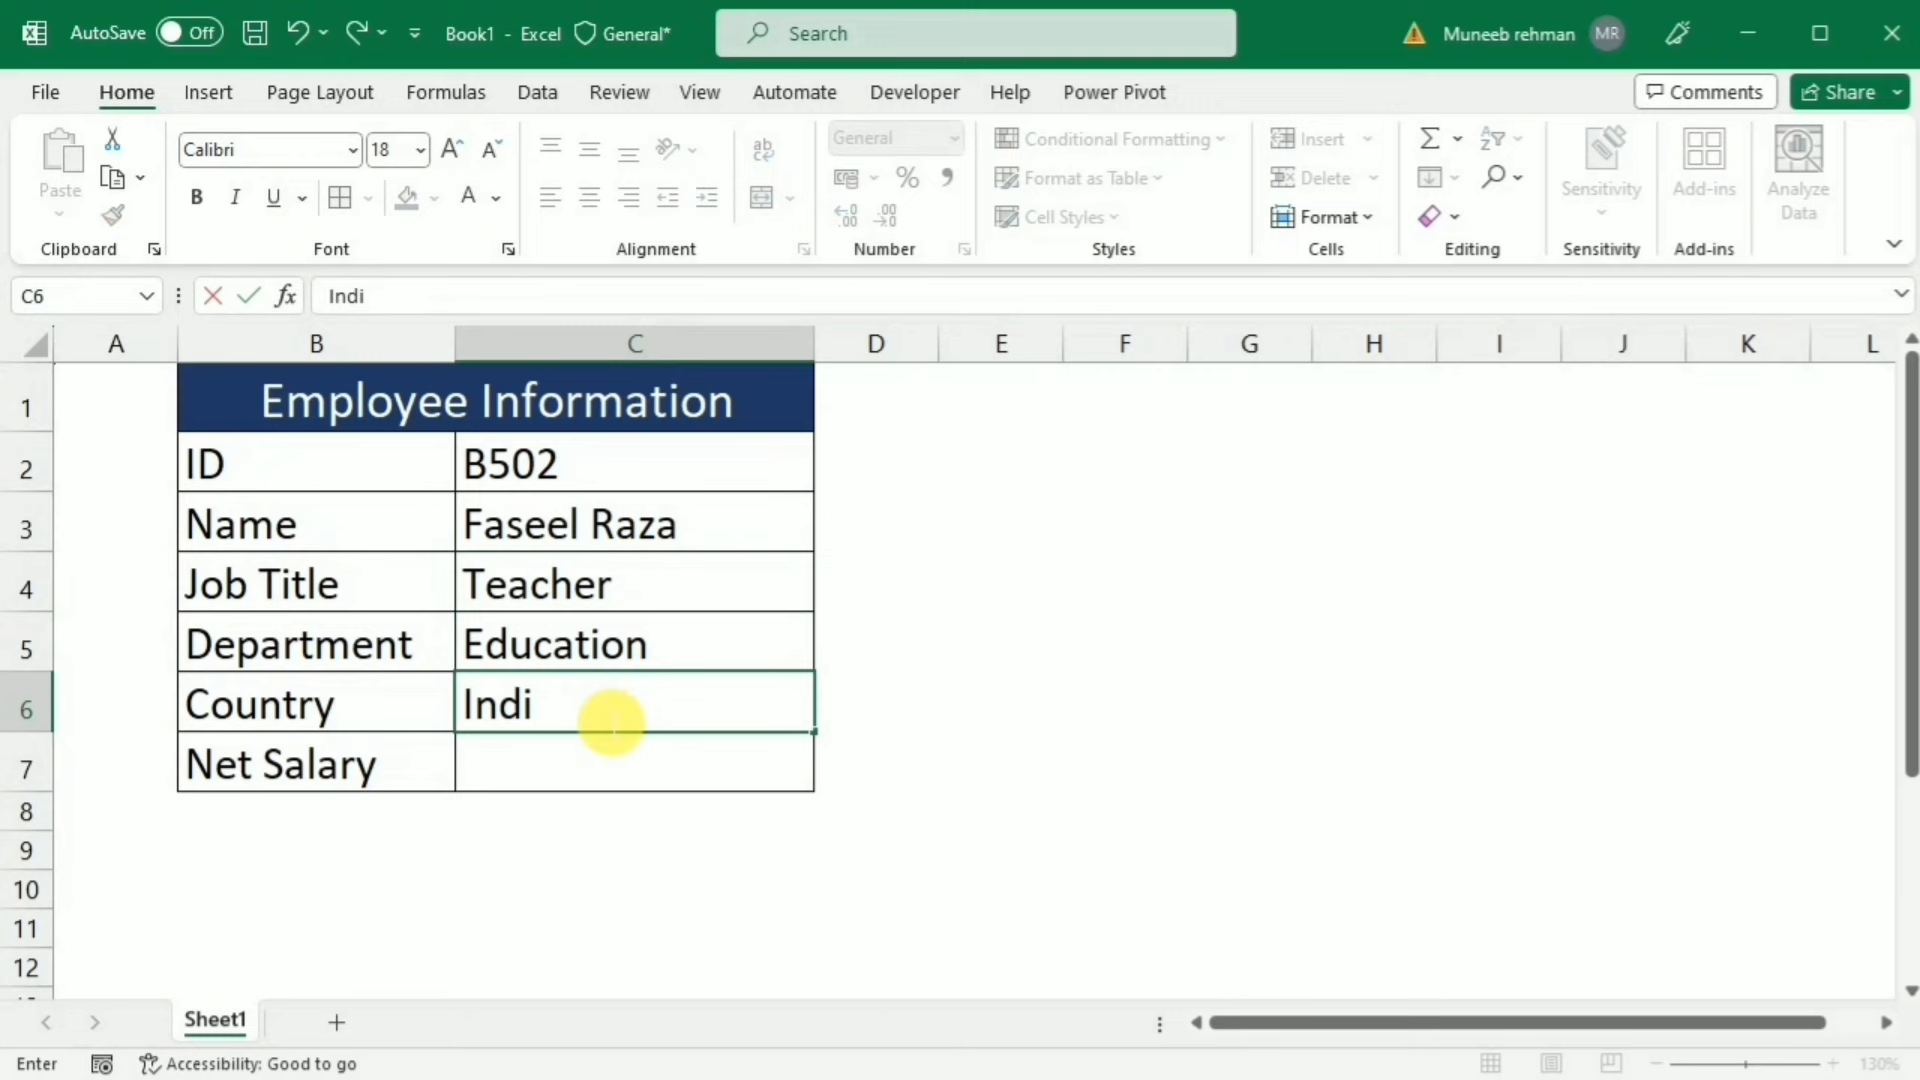 AutoSave Off Book1 - Excel General* Search Muneeb rehman MR
File Home Insert Page Layout Formulas Data Review View Automate Developer Help Power Pivot Comments Share
Calibri 18 General Conditional Formatting Insert
Paste B I U A Format as Table Delete Sensitivity Add-ins Analyze Data
Cell Styles Format
Clipboard Font Alignment Number Styles Cells Editing Sensitivity Add-ins
C6 fx Indi
A B C D E F G H I J K L
1 Employee Information
2 ID B502
3 Name Faseel Raza
4 Job Title Teacher
5 Department Education
6 Country Indi
7 Net Salary
8
9
10
11
12
Sheet1
Enter Accessibility: Good to go 130%